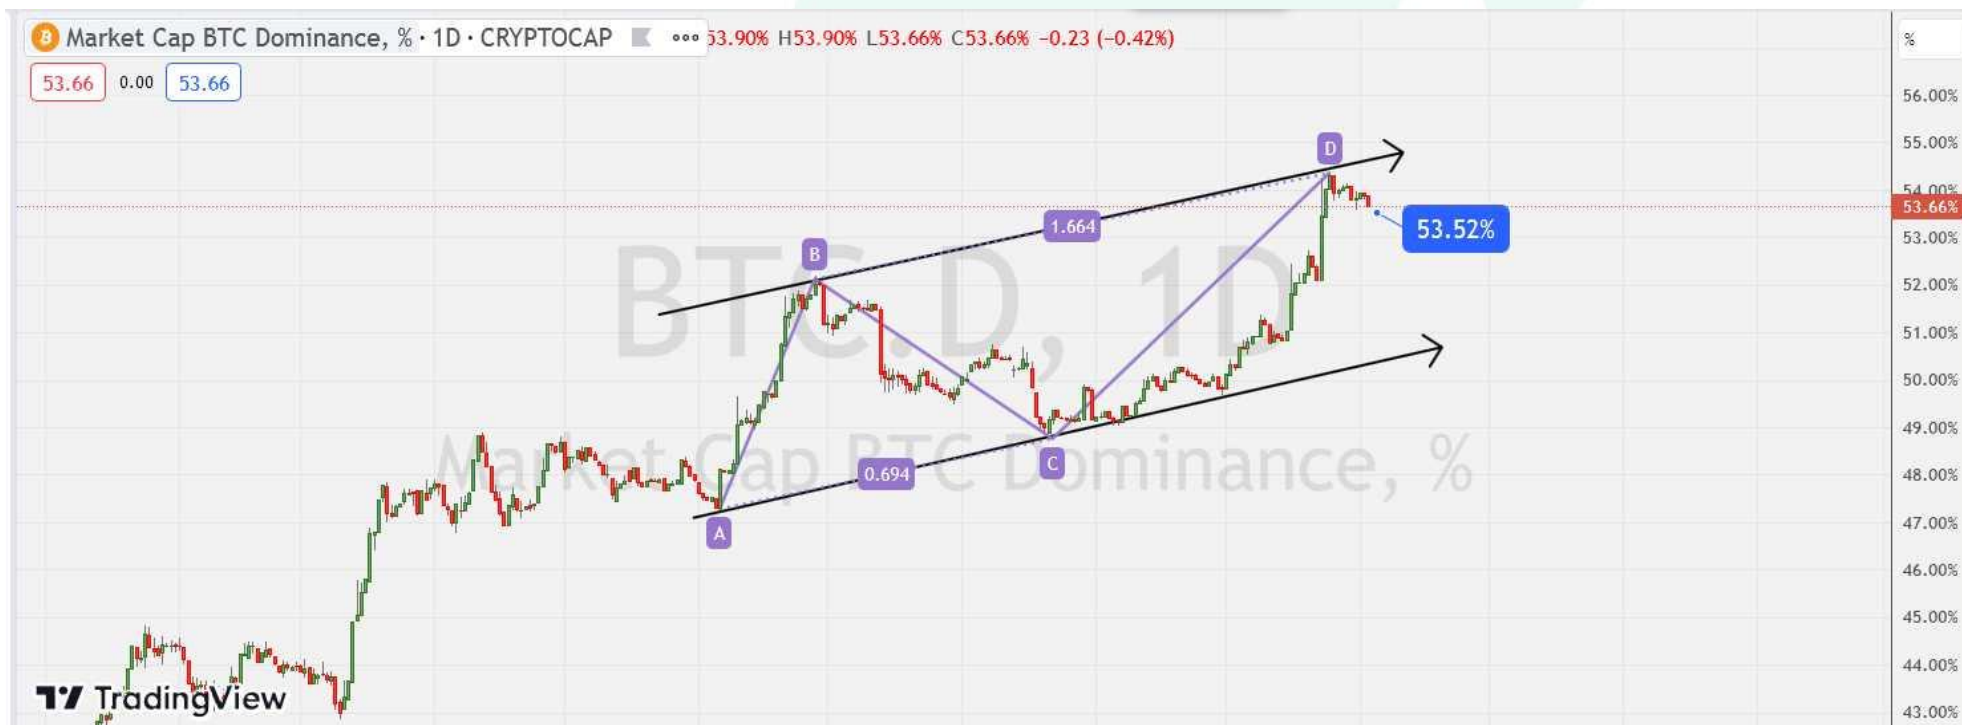 Market Cap BTC Dominance, % · 1D · CRYPTOCAP 53.90% H53.90% L53.66% C53.66% −0.23 (−0.42%)
%
53.66 0.00 53.66
56.00%
55.00%
54.00%
53.66%
53.00%
52.00%
51.00%
50.00%
49.00%
48.00%
47.00%
46.00%
45.00%
44.00%
43.00%
D
53.52%
1.664
B
BTC.D, 1D
Market Cap BTC Dominance, %
C
0.694
A
TradingView